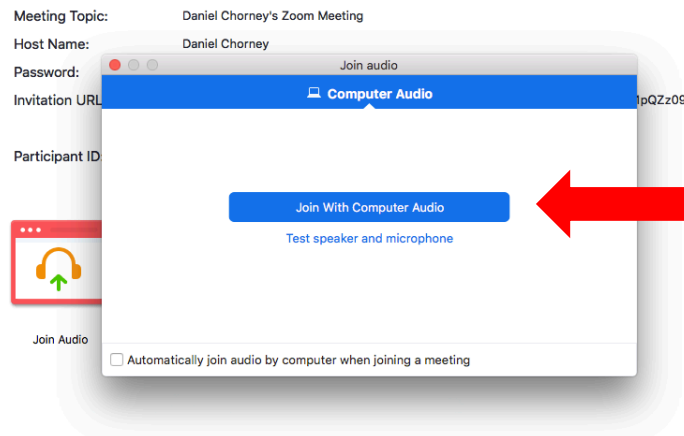 Meeting Topic: Daniel Chorney's Zoom Meeting
Host Name: Daniel Chorney
Password:
Join audio
Computer Audio
Invitation URL
Participant ID
Join With Computer Audio
Test speaker and microphone
Join Audio
Automatically join audio by computer when joining a meeting